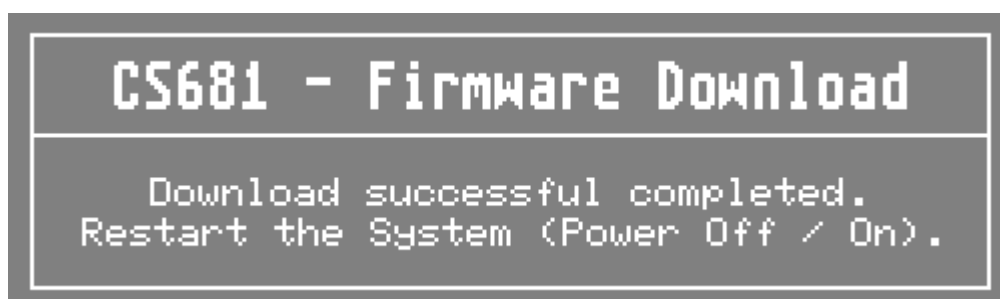 CS681 - Firmware Download
Download successful completed.
Restart the System (Power Off / On).